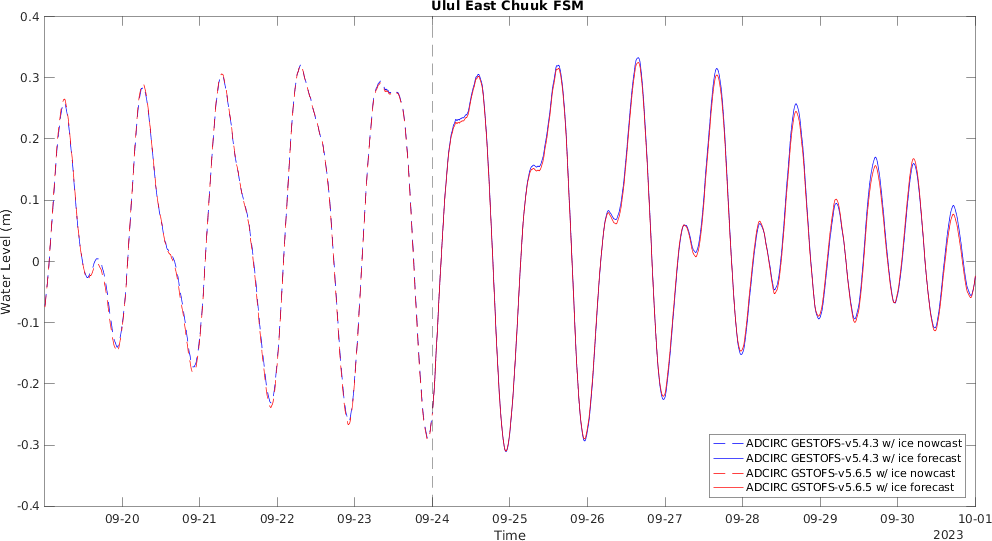 Ulul East Chuuk FSM
0.4
0.3
0.2
0.1
0
-0.1
-0.2
-0.3
-0.4
Water Level (m)
ADCIRC GESTOFS-v5.4.3 w/ ice nowcast
ADCIRC GESTOFS-v5.4.3 w/ ice forecast
ADCIRC GSTOFS-v5.6.5 w/ ice nowcast
ADCIRC GSTOFS-v5.6.5 w/ ice forecast
09-20 09-21 09-22 09-23 09-24 09-25 09-26 09-27 09-28 09-29 09-30 10-01
Time
2023